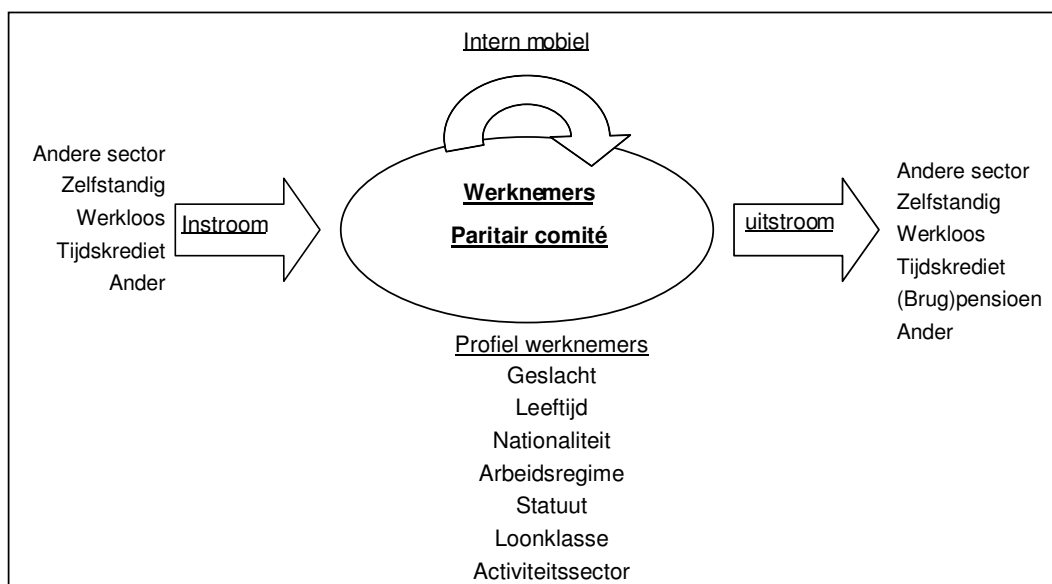 Intern mobiel
Andere sector
Zelfstandig
Werkloos
Tijdskrediet
Ander
Instroom
Werknemers
Paritair comité
uitstroom
Andere sector
Zelfstandig
Werkloos
Tijdskrediet
(Brug)pensioen
Ander
Profiel werknemers
Geslacht
Leeftijd
Nationaliteit
Arbeidsregime
Statuut
Loonklasse
Activiteitssector